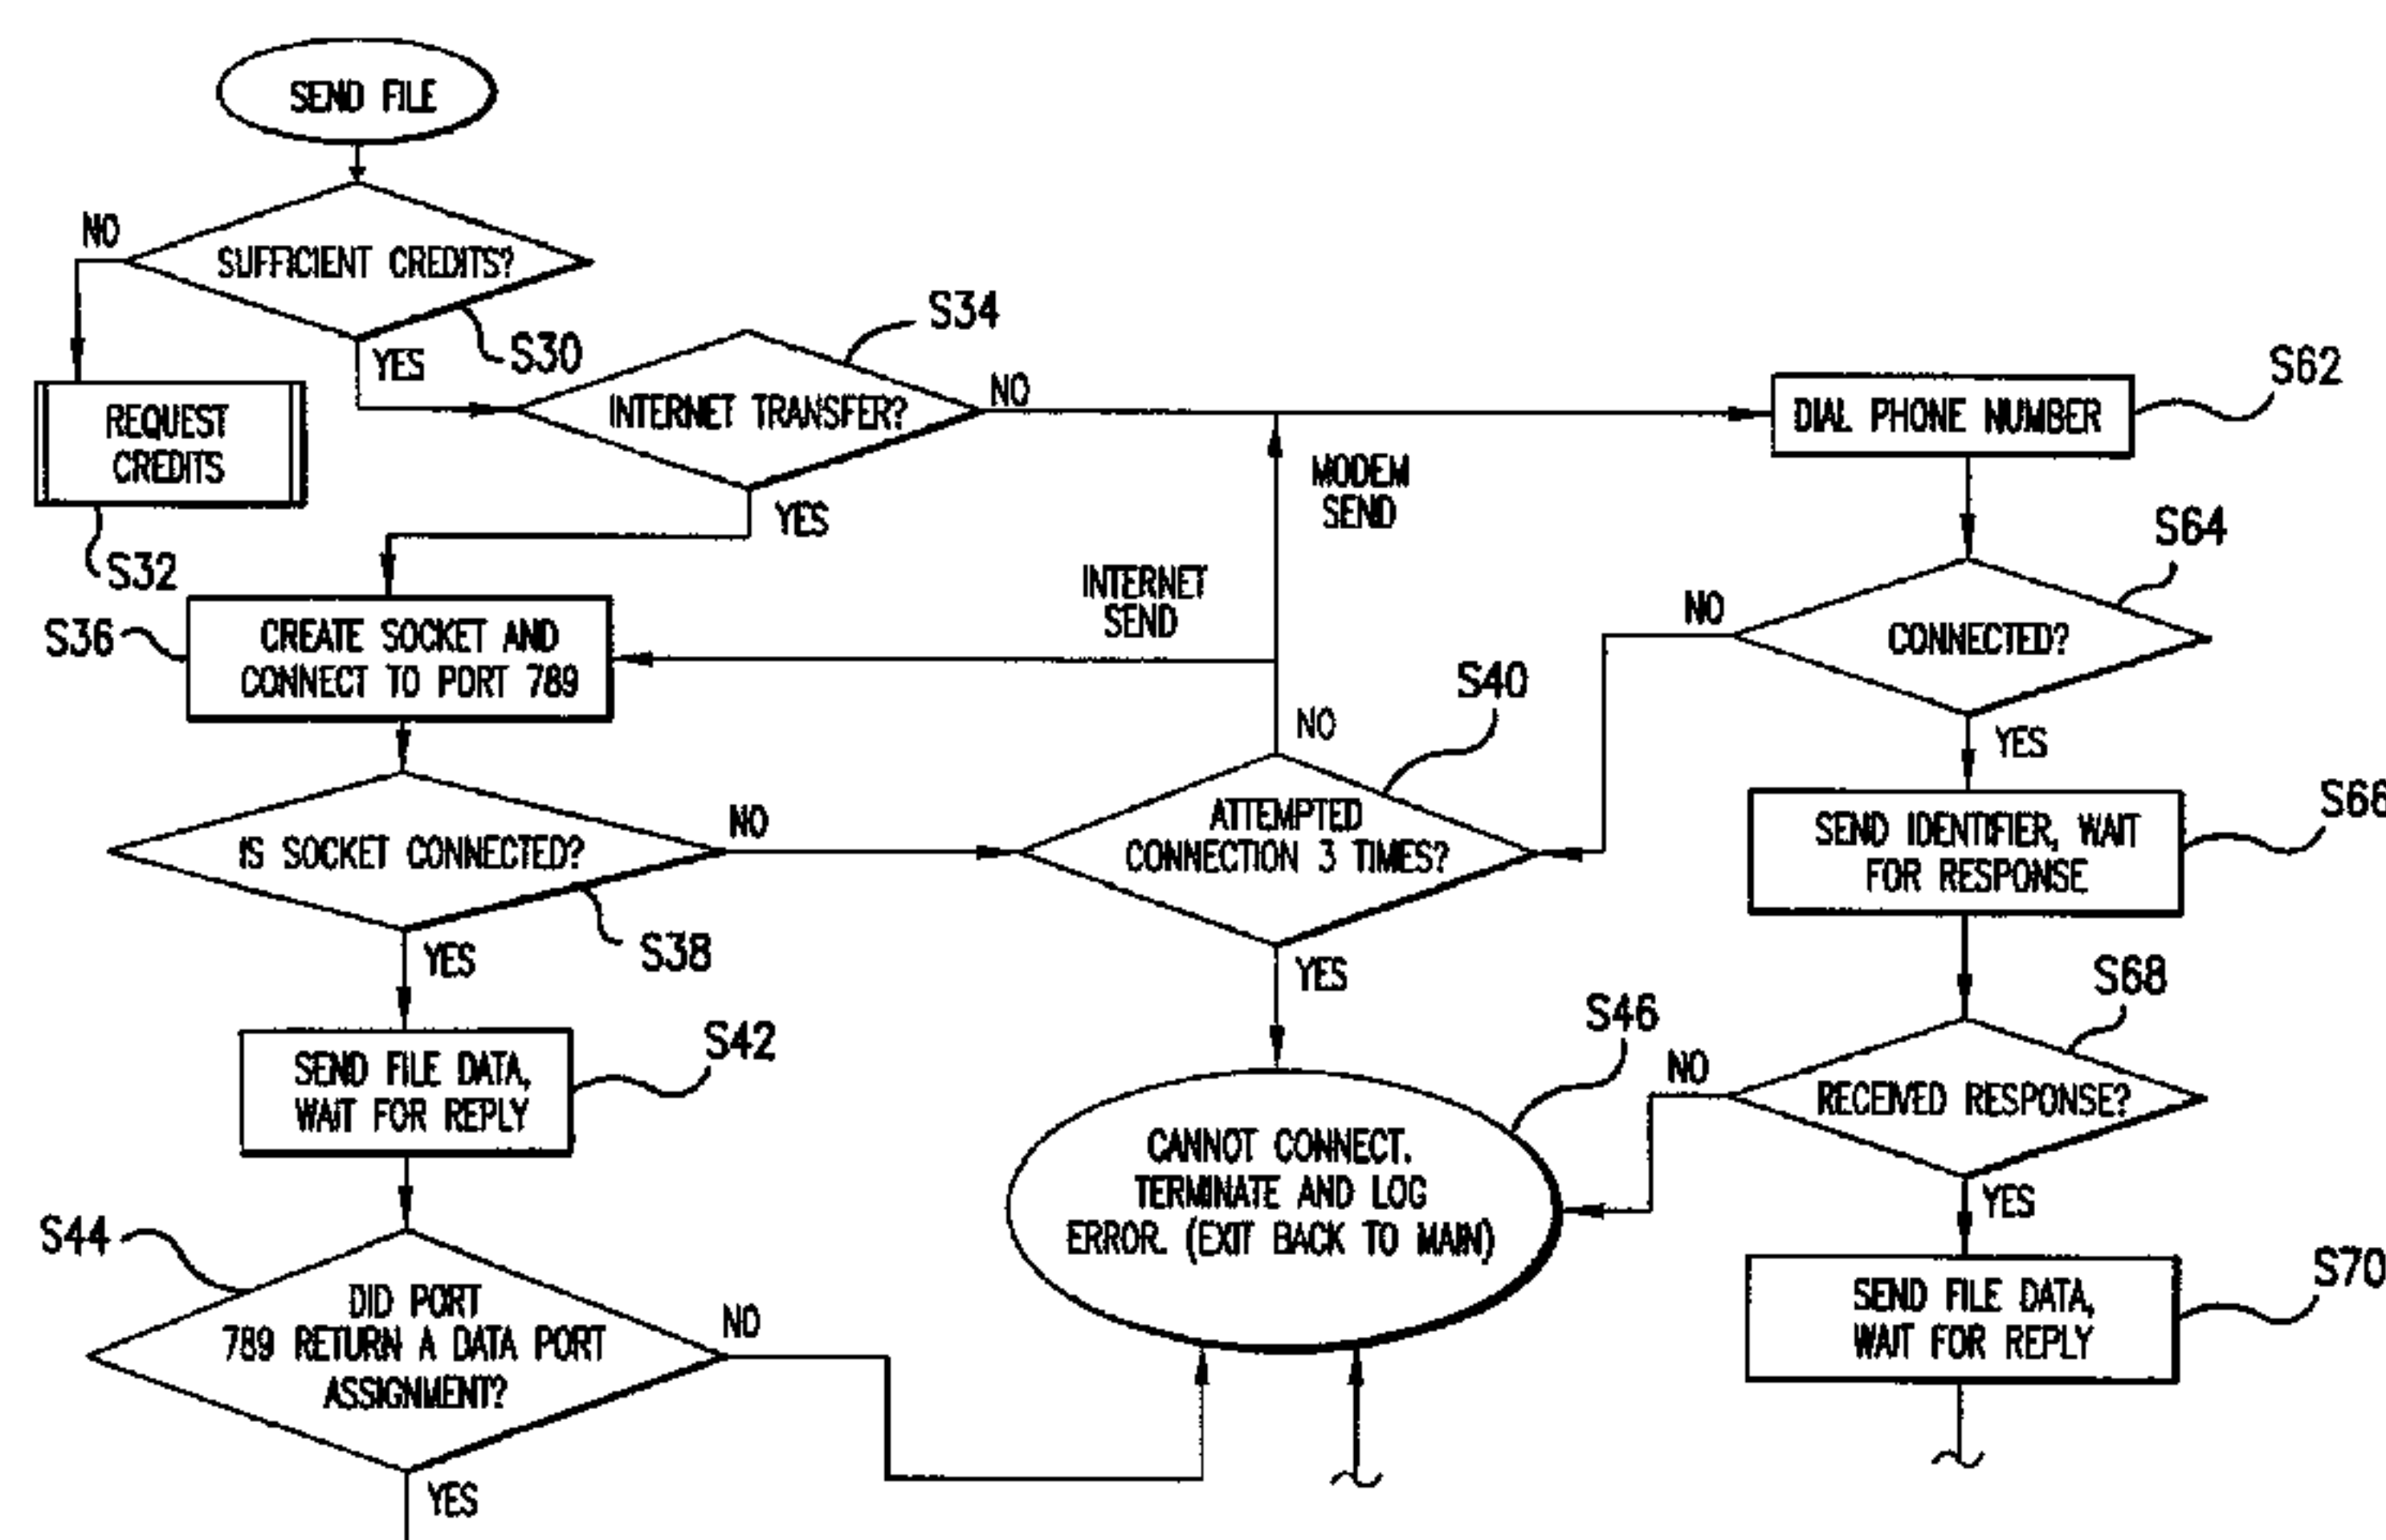 SEND FILE
NO
SUFFICIENT CREDITS?
S30
YES
REQUEST
CREDITS
S32
S34
INTERNET TRANSFER?
NO
YES
MODEM
SEND
INTERNET
SEND
DIAL PHONE NUMBER
S62
S36
CREATE SOCKET AND
CONNECT TO PORT 789
S64
CONNECTED?
NO
YES
IS SOCKET CONNECTED?
NO
S38
YES
S40
NO
ATTEMPTED
CONNECTION 3 TIMES?
YES
SEND IDENTIFIER, WAIT
FOR RESPONSE
S66
SEND FILE DATA,
WAIT FOR REPLY
S42
S46
CANNOT CONNECT.
TERMINATE AND LOG
ERROR. (EXIT BACK TO MAIN)
S68
NO
RECEIVED RESPONSE?
YES
S44
DID PORT
789 RETURN A DATA PORT
ASSIGNMENT?
NO
YES
SEND FILE DATA,
WAIT FOR REPLY
S70